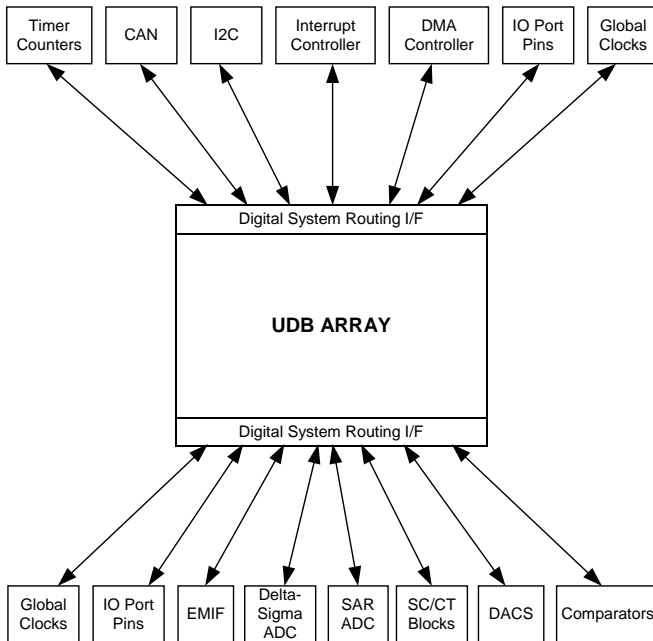 Timer
Counters
CAN
I2C
Interrupt
Controller
DMA
Controller
IO Port
Pins
Global
Clocks
Digital System Routing I/F
UDB ARRAY
Digital System Routing I/F
Global
Clocks
IO Port
Pins
EMIF
Delta-
Sigma
ADC
SAR
ADC
SC/CT
Blocks
DACS
Comparators